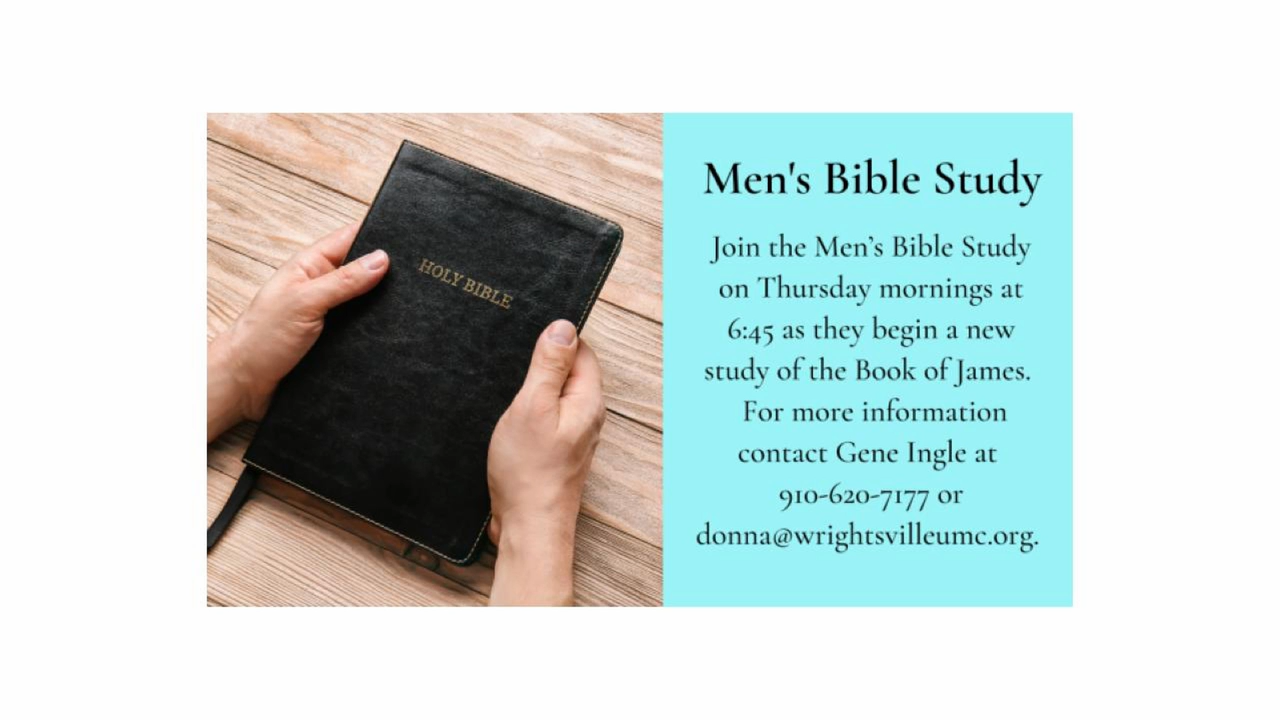 HOLY BIBLE
Men's Bible Study
Join the Men’s Bible Study
on Thursday mornings at
6:45 as they begin a new
study of the Book of James.
For more information
contact Gene Ingle at
910-620-7177 or
donna@wrightsvilleumc.org.